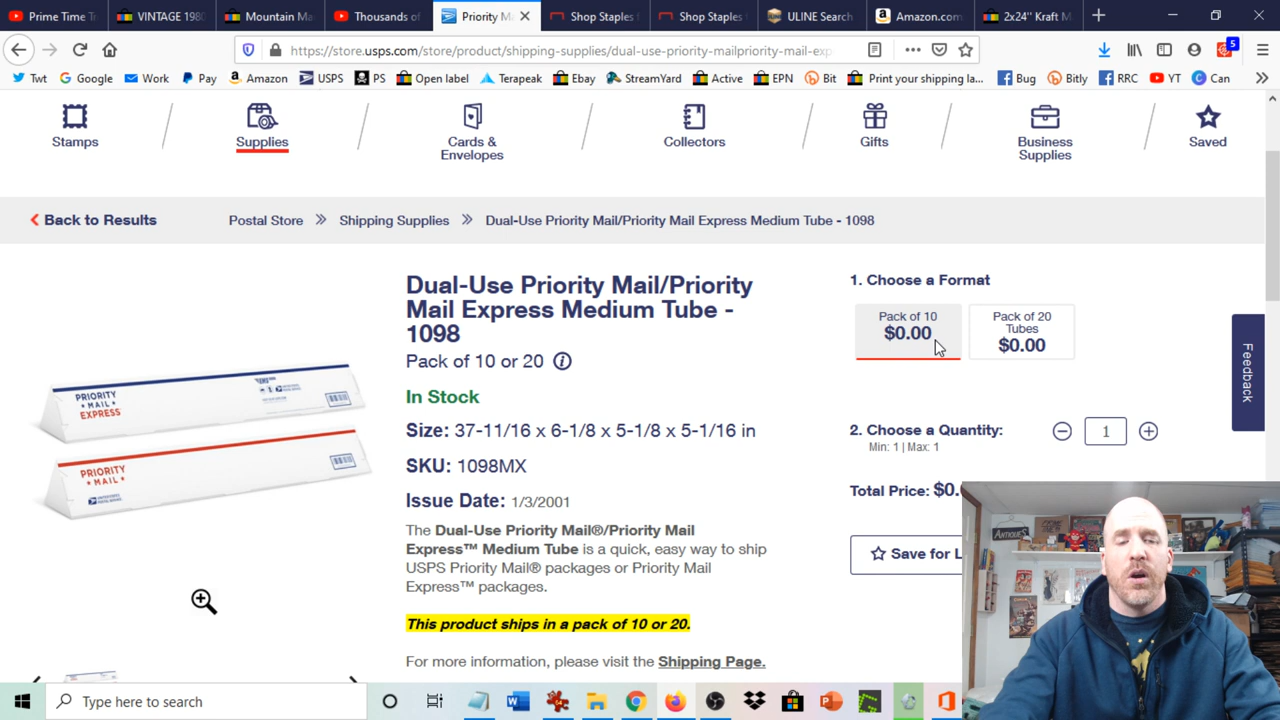 Prime Time Tr
VINTAGE 1980
Mountain Ma
Thousands of
Priority Ma
Shop Staples f
Shop Staples f
ULINE Search
Amazon.com
2x24" Kraft M
https://store.usps.com/store/product/shipping-supplies/dual-use-priority-mailpriority-mail-exp
5
Twt
Google
Work
Pay
Amazon
USPS
PS
Open label
Terapeak
Ebay
StreamYard
Active
EPN
Bit
Print your shipping la...
Bug
Bitly
RRC
YT
Can
Stamps
Supplies
Cards &
Envelopes
Collectors
Gifts
Business
Supplies
Saved
Back to Results
Postal Store » Shipping Supplies » Dual-Use Priority Mail/Priority Mail Express Medium Tube - 1098
Dual-Use Priority Mail/Priority
Mail Express Medium Tube -
1098
Pack of 10 or 20
In Stock
Size: 37-11/16 x 6-1/8 x 5-1/8 x 5-1/16 in
SKU: 1098MX
Issue Date: 1/3/2001
The Dual-Use Priority Mail®/Priority Mail
Express™ Medium Tube is a quick, easy way to ship
USPS Priority Mail® packages or Priority Mail
Express™ packages.
This product ships in a pack of 10 or 20.
For more information, please visit the Shipping Page.
PRIORITY
MAIL
EXPRESS
PRIORITY
MAIL
1. Choose a Format
Pack of 10
$0.00
Pack of 20
Tubes
$0.00
2. Choose a Quantity:
Min: 1 | Max: 1
1
Total Price: $0.
Save for L
Feedback
ANTIQUES
Type here to search